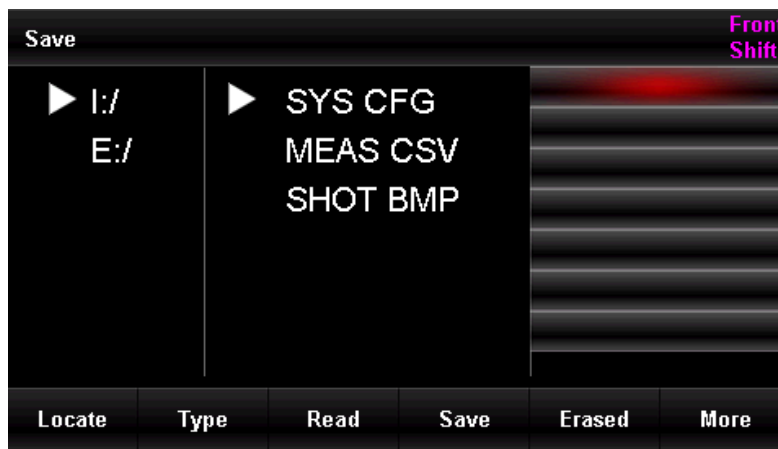 Save
Front
Shift
I:/
E:/
SYS CFG
MEAS CSV
SHOT BMP
Locate
Type
Read
Save
Erased
More